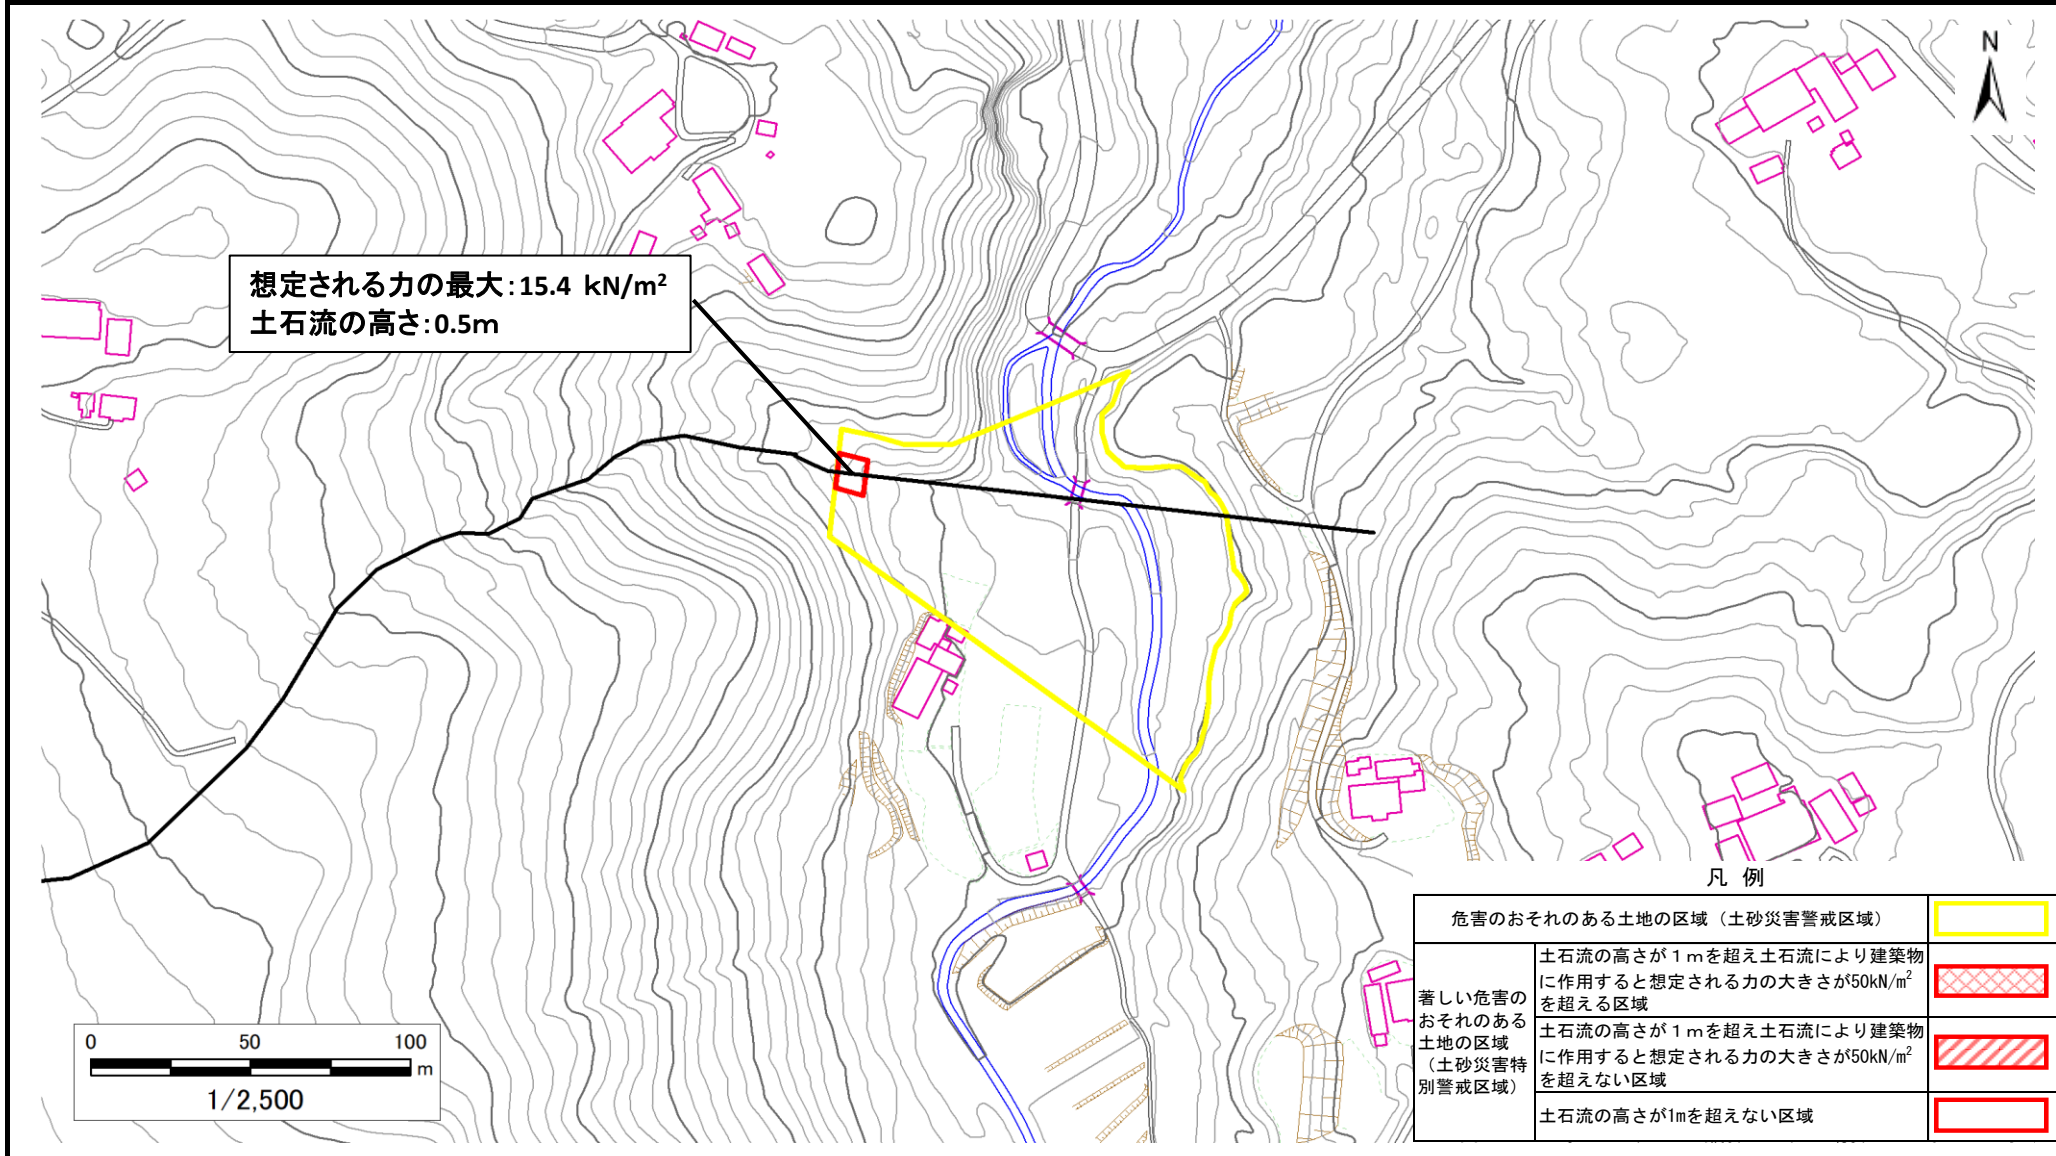 N
想定される力の最大:15.4 kN/m²
土石流の高さ:0.5m
凡 例
危害のおそれのある土地の区域（土砂災害警戒区域）
著しい危害の
おそれのある
土地の区域
（土砂災害特
別警戒区域）
土石流の高さが１ｍを超え土石流により建築物
に作用すると想定される力の大きさが50kN/m²
を超える区域
土石流の高さが１ｍを超え土石流により建築物
に作用すると想定される力の大きさが50kN/m²
を超えない区域
土石流の高さが1mを超えない区域
0 50 100
m
1/2,500